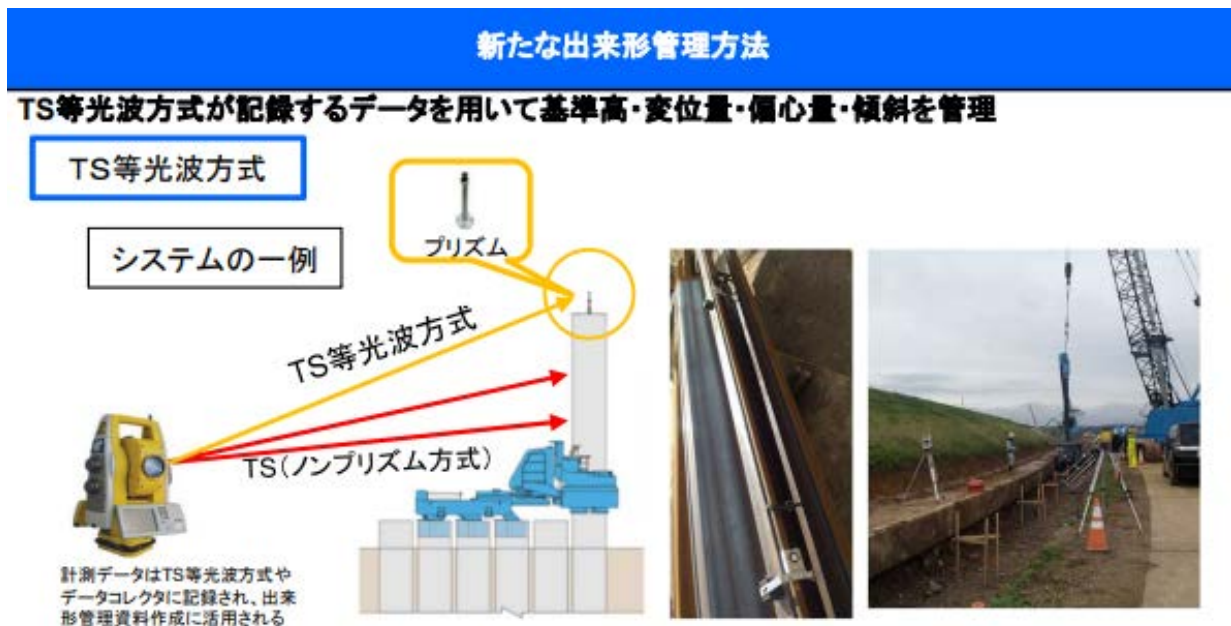 新たな出来形管理方法
TS等光波方式が記録するデータを用いて基準高・変位量・偏心量・傾斜を管理
TS等光波方式
システムの一例
プリズム
TS等光波方式
TS(ノンプリズム方式)
計測データはTS等光波方式や
データコレクタに記録され、出来
形管理資料作成に活用される